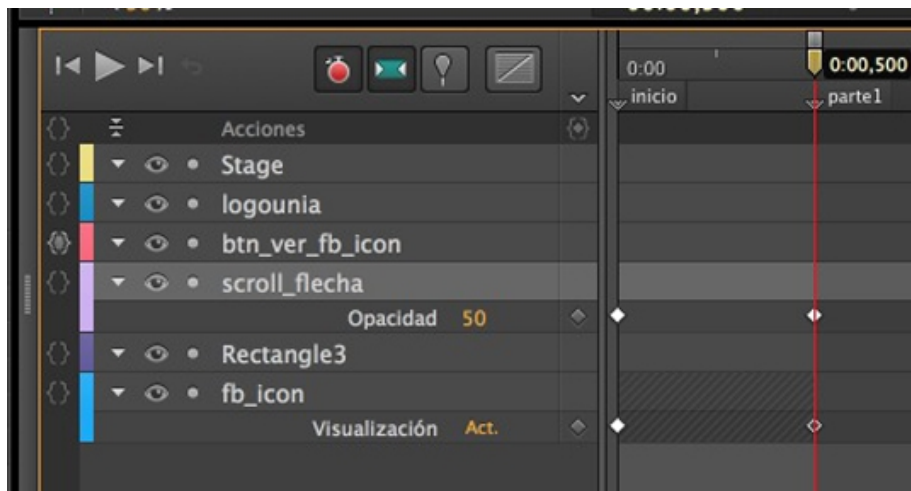 0:00
0:00,500
inicio
parte1
Acciones
Stage
logounia
btn_ver_fb_icon
scroll_flecha
Opacidad 50
Rectangle3
fb_icon
Visualización Act.